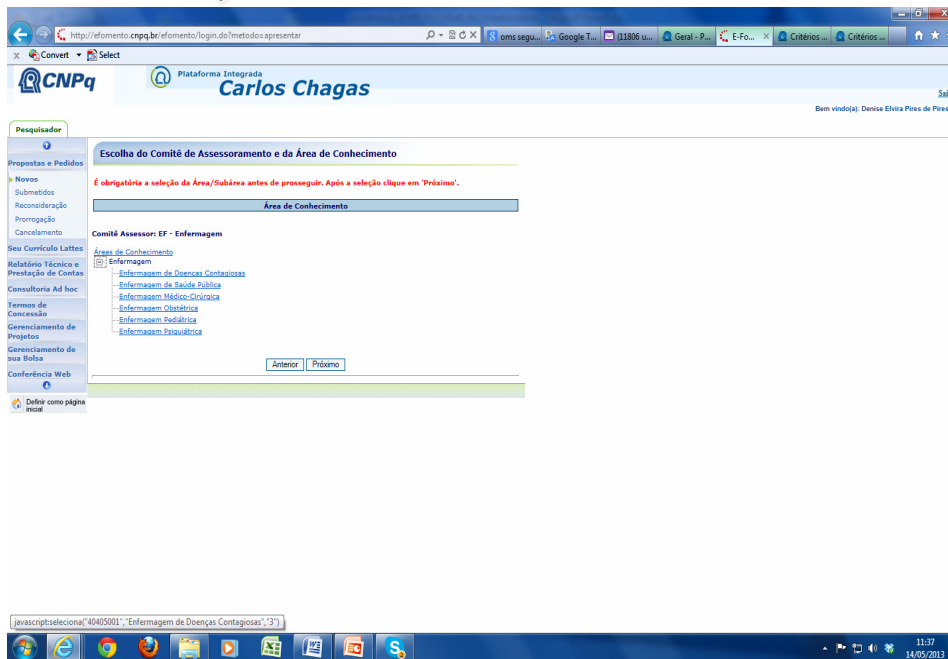 http://efomento.cnpq.br/efomento/login.do?metodo=apresentar
oms segu...
Google T...
(11806 u...
Geral - P...
E-Fo...
Critérios ...
Critérios ...
x Convert Select
CNPq
Plataforma Integrada
Carlos Chagas
Sai
Bem vindo(a): Denise Elvira Pires de Pires
Pesquisador
Propostas e Pedidos
Novos
Submetidos
Reconsideração
Prorrogação
Cancelamento
Seu Currículo Lattes
Relatório Técnico e
Prestação de Contas
Consultoria Ad hoc
Termos de
Concessão
Gerenciamento de
Projetos
Gerenciamento de
sua Bolsa
Conferência Web
Definir como página
inicial
Escolha do Comitê de Assessoramento e da Área de Conhecimento
É obrigatória a seleção da Área/Subárea antes de prosseguir. Após a seleção clique em 'Próximo'.
Área de Conhecimento
Comitê Assessor: EF - Enfermagem
Áreas de Conhecimento
Enfermagem
Enfermagem de Doenças Contagiosas
Enfermagem de Saúde Pública
Enfermagem Médico-Cirúrgica
Enfermagem Obstétrica
Enfermagem Pediátrica
Enfermagem Psiquiátrica
Anterior Próximo
javascript:seleciona("40405001","Enfermagem de Doenças Contagiosas","3")
11:37
14/05/2013